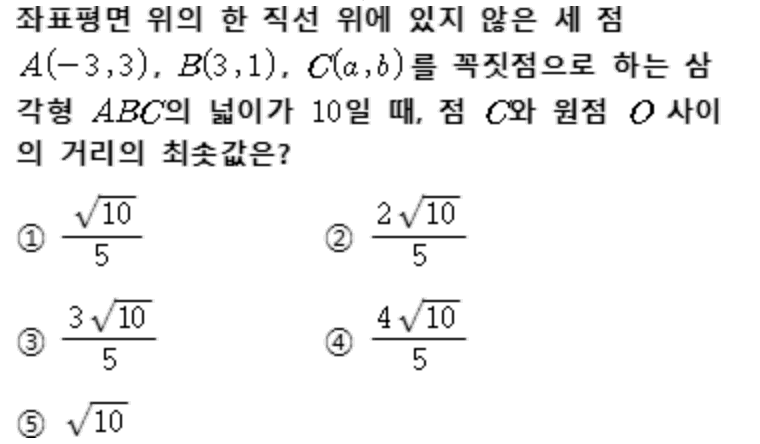 좌표평면 위의 한 직선 위에 있지 않은 세 점
A(−3,3), B(3,1), C(a,b)를 꼭짓점으로 하는 삼
각형 ABC의 넓이가 10일 때, 점 C와 원점 O 사이
의 거리의 최솟값은?
① √10/5 ② 2√10/5
③ 3√10/5 ④ 4√10/5
⑤ √10